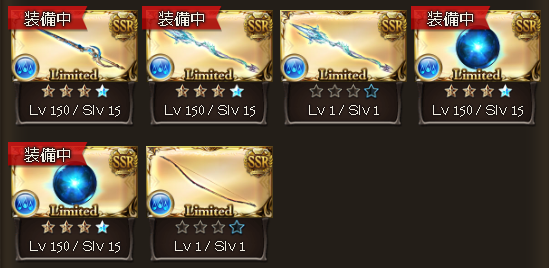 装備中
SSR
Limited
Lv 150 / Slv 15
装備中
SSR
Limited
Lv 150 / Slv 15
SSR
Limited
Lv 1 / Slv 1
装備中
SSR
Limited
Lv 150 / Slv 15
装備中
SSR
Limited
Lv 150 / Slv 15
SSR
Limited
Lv 1 / Slv 1